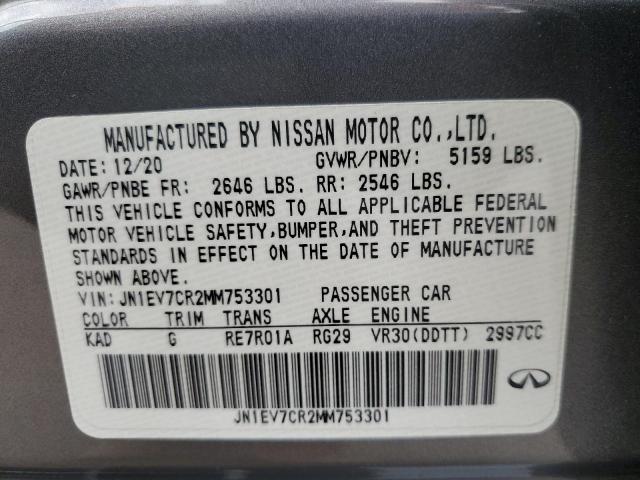 MANUFACTURED BY NISSAN MOTOR CO.,LTD.
DATE: 12/20 GVWR/PNBV: 5159 LBS.
GAWR/PNBE FR: 2646 LBS. RR: 2546 LBS.
THIS VEHICLE CONFORMS TO ALL APPLICABLE FEDERAL
MOTOR VEHICLE SAFETY,BUMPER,AND THEFT PREVENTION
STANDARDS IN EFFECT ON THE DATE OF MANUFACTURE
SHOWN ABOVE.
VIN: JN1EV7CR2MM753301 PASSENGER CAR
COLOR TRIM TRANS AXLE ENGINE
KAD G RE7R01A RG29 VR30(DDTT) 2997CC
JN1EV7CR2MM753301